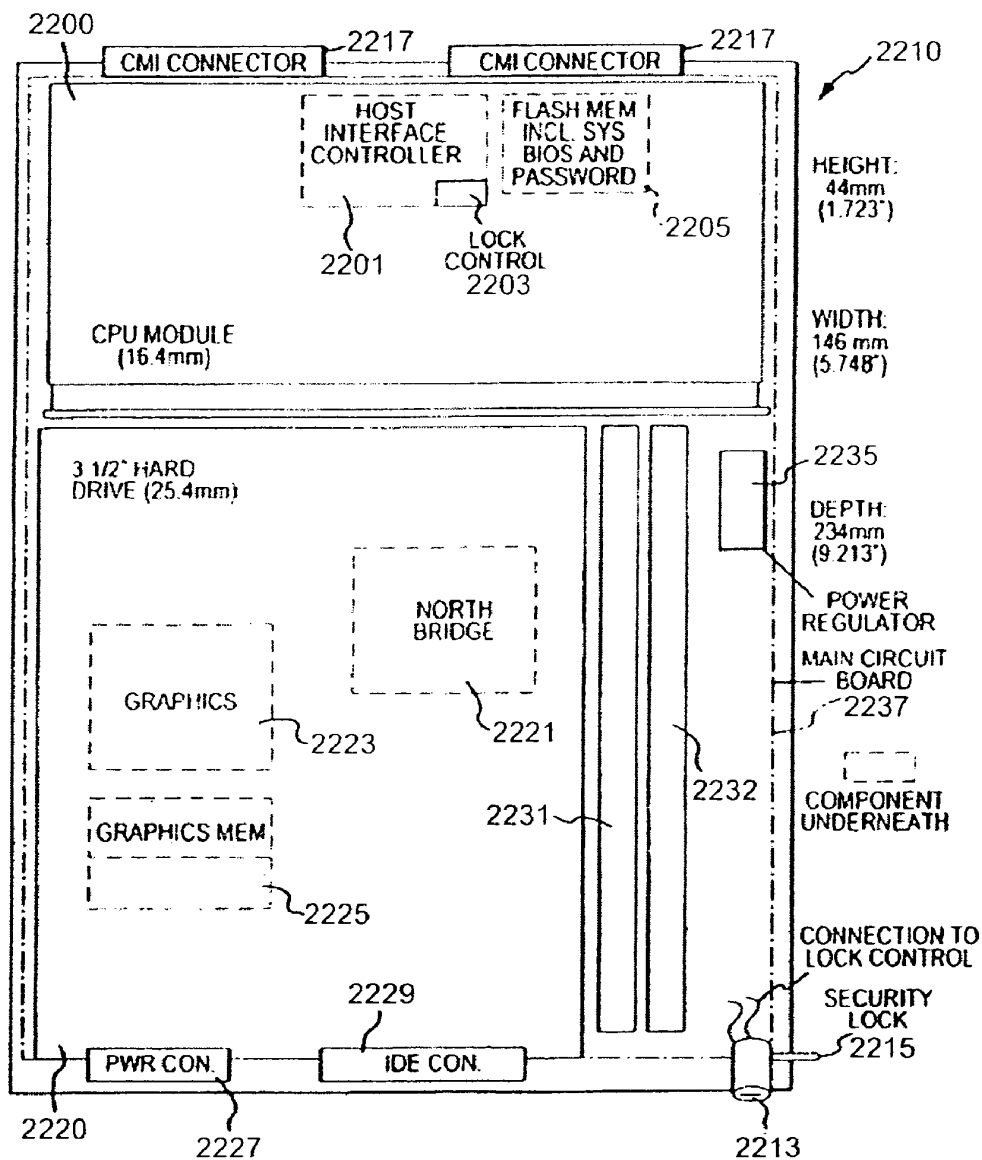 2200
CMI CONNECTOR
2217
CMI CONNECTOR
2217
2210
HOST
INTERFACE
CONTROLLER
FLASH MEM
INCL. SYS
BIOS AND
PASSWORD
2201
LOCK
CONTROL
2203
2205
HEIGHT:
44mm
(1.723")
CPU MODULE
(16.4mm)
WIDTH:
146 mm
(5.748")
3 1/2" HARD
DRIVE (25.4mm)
2235
DEPTH:
234mm
(9.213")
POWER
REGULATOR
NORTH
BRIDGE
2221
GRAPHICS
2223
MAIN CIRCUIT
BOARD
2237
2231
2232
COMPONENT
UNDERNEATH
GRAPHICS MEM
2225
CONNECTION TO
LOCK CONTROL
SECURITY
LOCK
2215
2229
PWR CON.
IDE CON.
2220
2227
2213